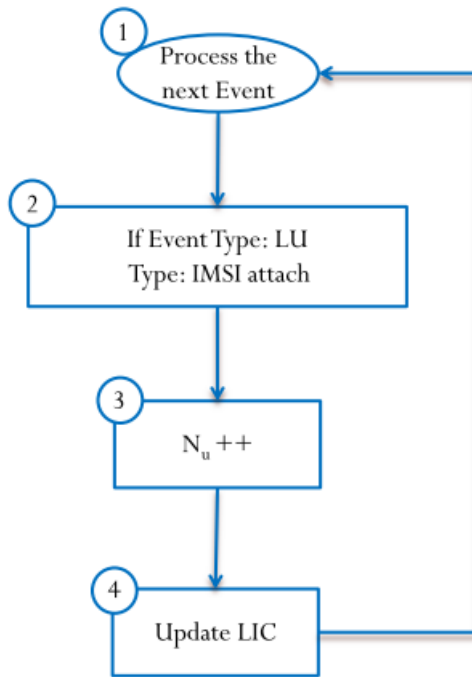 1
Process the
next Event
2
If Event Type: LU
Type: IMSI attach
3
Nᵤ ++
4
Update LIC